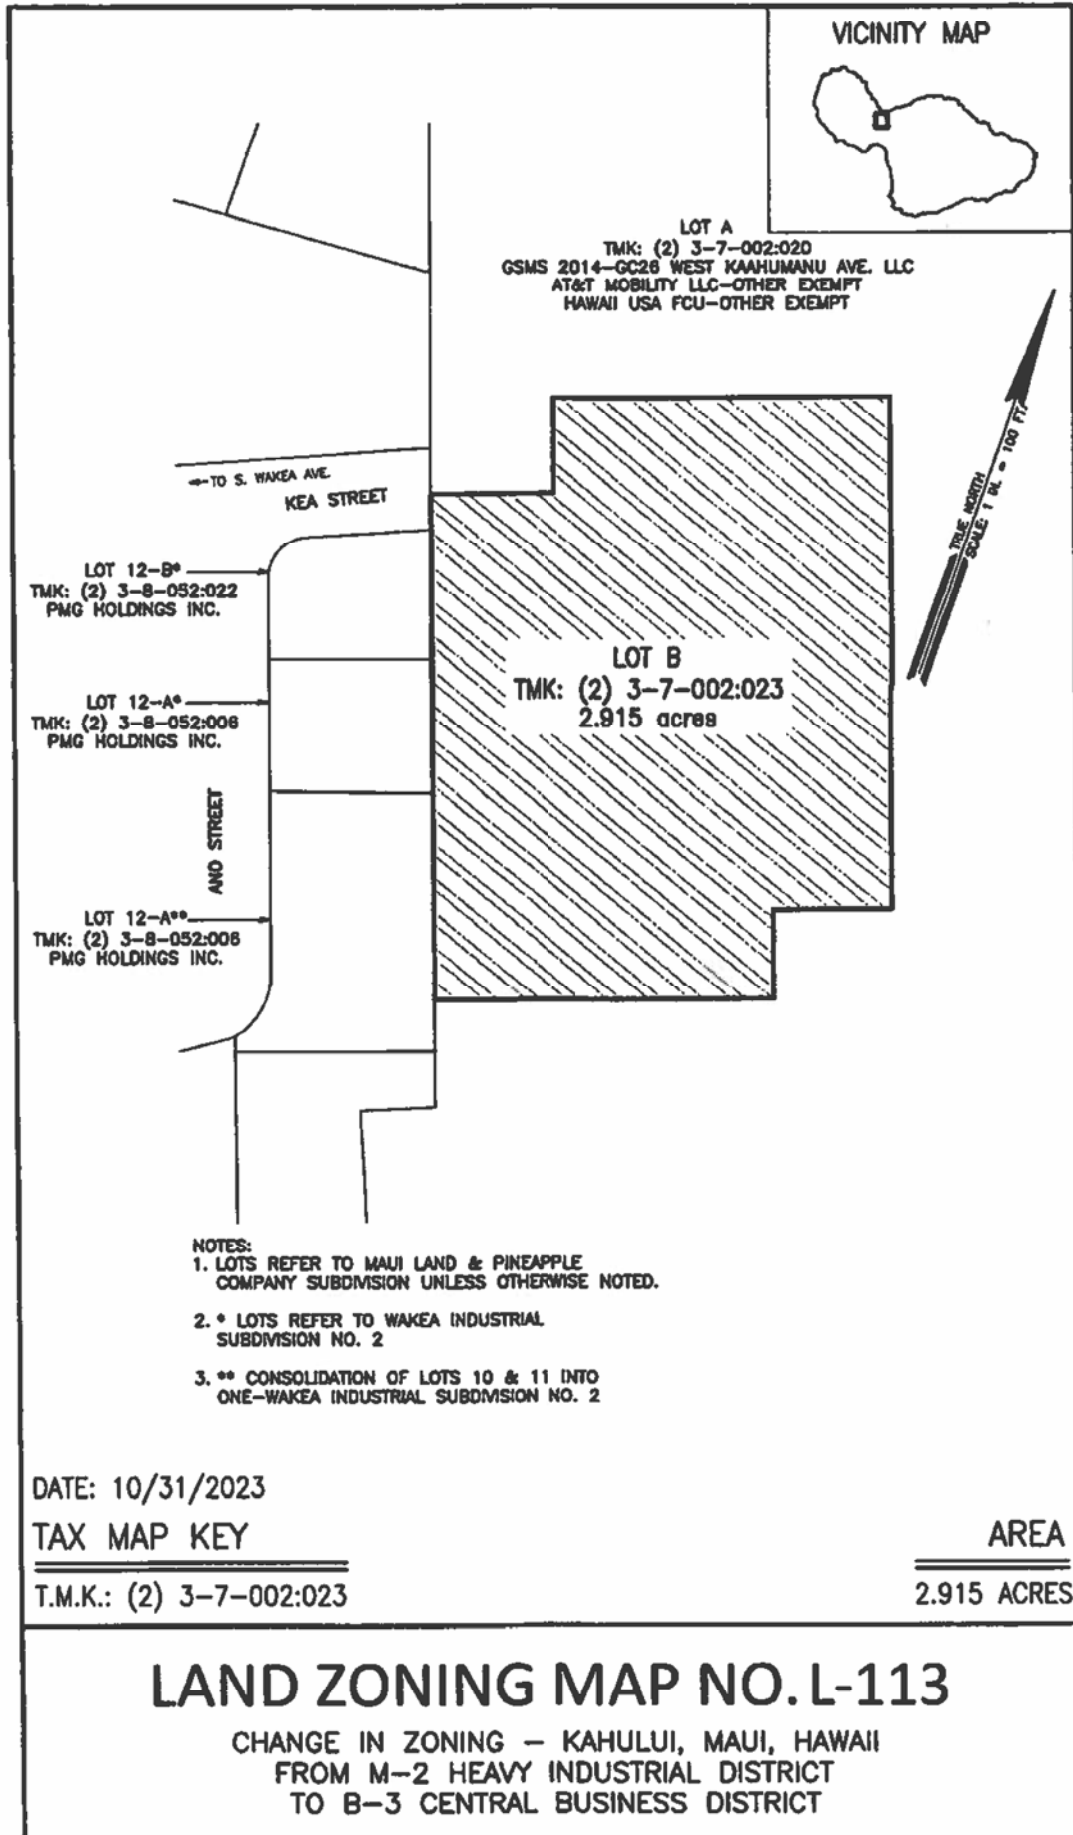 VICINITY MAP
LOT A
TMK: (2) 3-7-002:020
GSMS 2014-GC26 WEST KAAHUMANU AVE. LLC
AT&T MOBILITY LLC-OTHER EXEMPT
HAWAII USA FCU-OTHER EXEMPT
TRUE NORTH
SCALE: 1 IN. = 100 FT.
TO S. WAKEA AVE.
KEA STREET
LOT 12-B*
TMK: (2) 3-8-052:022
PMG HOLDINGS INC.
LOT B
TMK: (2) 3-7-002:023
2.915 acres
LOT 12-A*
TMK: (2) 3-8-052:006
PMG HOLDINGS INC.
ANO STREET
LOT 12-A**
TMK: (2) 3-8-052:006
PMG HOLDINGS INC.
NOTES:
1. LOTS REFER TO MAUI LAND & PINEAPPLE
COMPANY SUBDIVISION UNLESS OTHERWISE NOTED.
2. * LOTS REFER TO WAKEA INDUSTRIAL
SUBDIVISION NO. 2
3. ** CONSOLIDATION OF LOTS 10 & 11 INTO
ONE-WAKEA INDUSTRIAL SUBDIVISION NO. 2
DATE: 10/31/2023
TAX MAP KEY
AREA
T.M.K.: (2) 3-7-002:023
2.915 ACRES
LAND ZONING MAP NO. L-113
CHANGE IN ZONING - KAHULUI, MAUI, HAWAII
FROM M-2 HEAVY INDUSTRIAL DISTRICT
TO B-3 CENTRAL BUSINESS DISTRICT